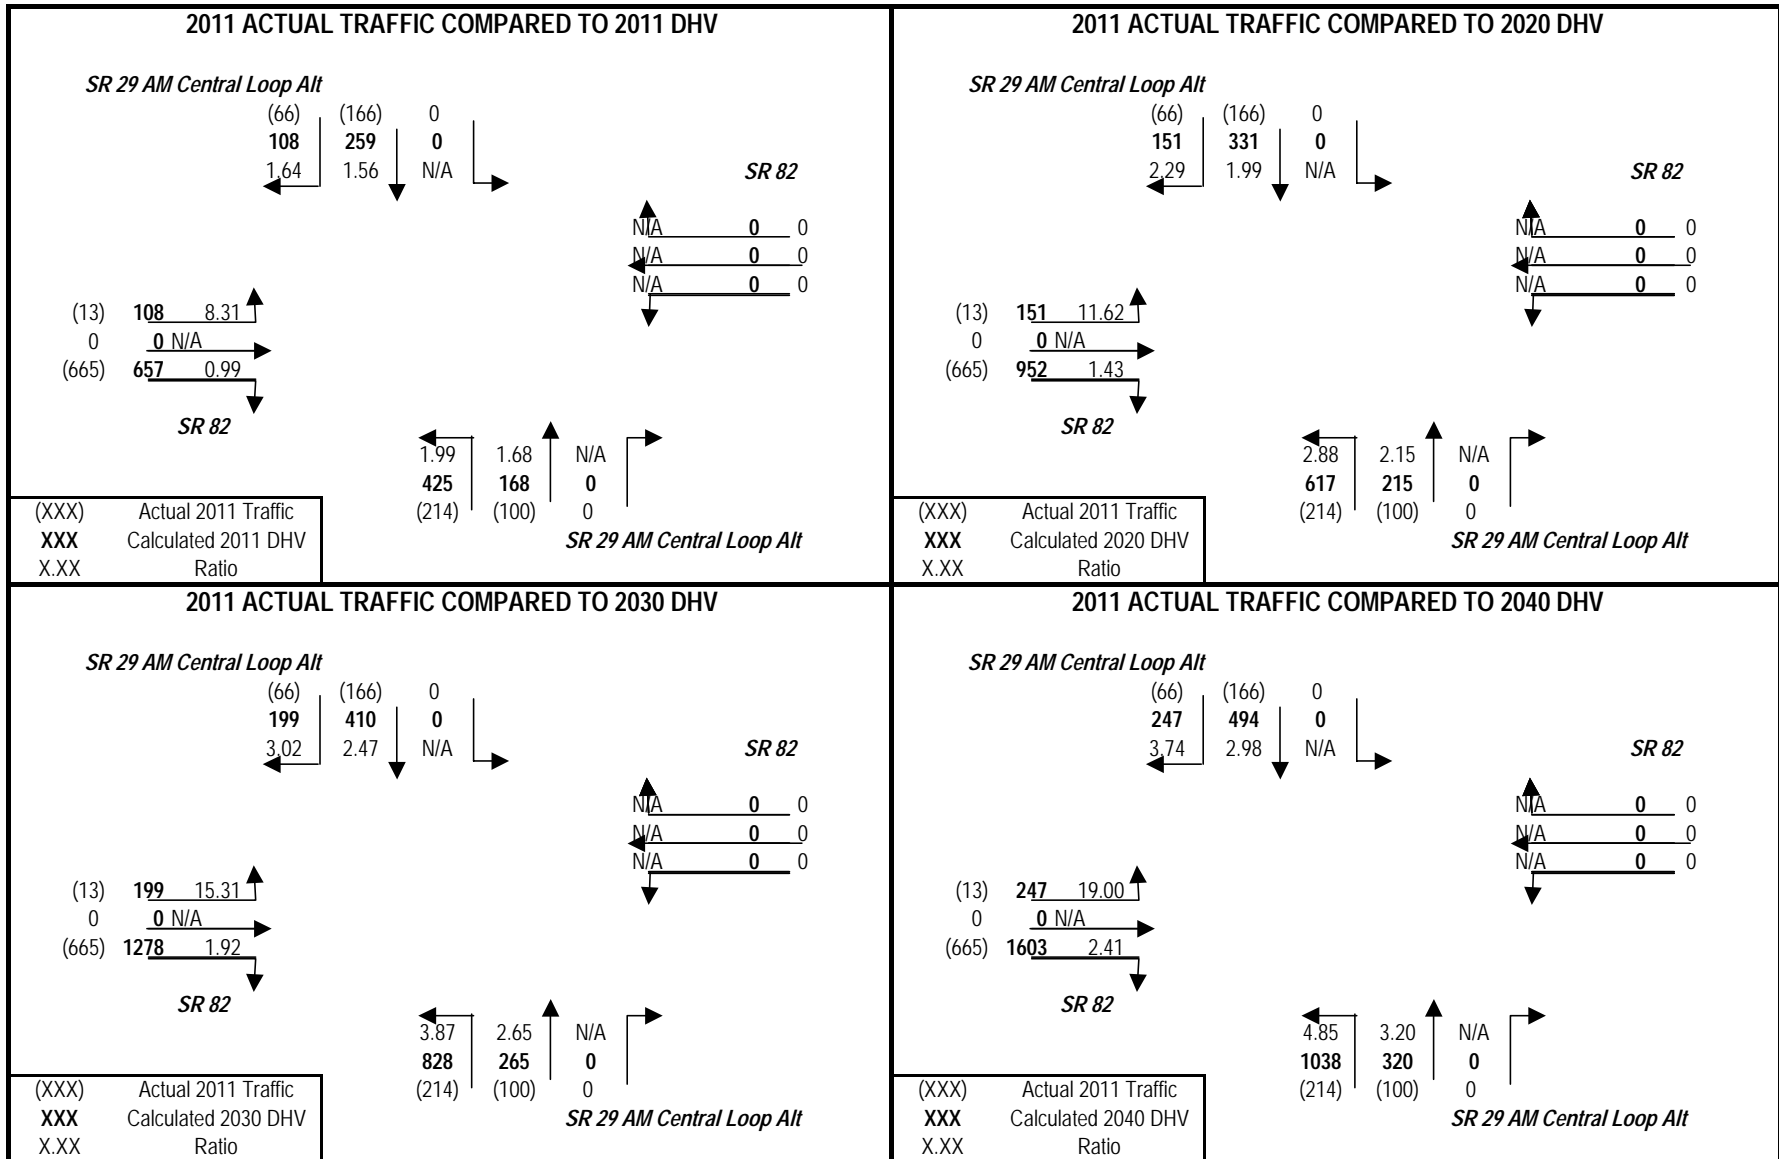 2011 ACTUAL TRAFFIC COMPARED TO 2011 DHV
SR 29 AM Central Loop Alt
(66) (166) 0
108 259 0
1.64 1.56 N/A
SR 82
N/A 0 0
N/A 0 0
N/A 0 0
(13) 108 8.31
0 0 N/A
(665) 657 0.99
SR 82
1.99 1.68 N/A
425 168 0
(214) (100) 0
SR 29 AM Central Loop Alt
(XXX) Actual 2011 Traffic
XXX Calculated 2011 DHV
X.XX Ratio
2011 ACTUAL TRAFFIC COMPARED TO 2020 DHV
SR 29 AM Central Loop Alt
(66) (166) 0
151 331 0
2.29 1.99 N/A
SR 82
N/A 0 0
N/A 0 0
N/A 0 0
(13) 151 11.62
0 0 N/A
(665) 952 1.43
SR 82
2.88 2.15 N/A
617 215 0
(214) (100) 0
SR 29 AM Central Loop Alt
(XXX) Actual 2011 Traffic
XXX Calculated 2020 DHV
X.XX Ratio
2011 ACTUAL TRAFFIC COMPARED TO 2030 DHV
SR 29 AM Central Loop Alt
(66) (166) 0
199 410 0
3.02 2.47 N/A
SR 82
N/A 0 0
N/A 0 0
N/A 0 0
(13) 199 15.31
0 0 N/A
(665) 1278 1.92
SR 82
3.87 2.65 N/A
828 265 0
(214) (100) 0
SR 29 AM Central Loop Alt
(XXX) Actual 2011 Traffic
XXX Calculated 2030 DHV
X.XX Ratio
2011 ACTUAL TRAFFIC COMPARED TO 2040 DHV
SR 29 AM Central Loop Alt
(66) (166) 0
247 494 0
3.74 2.98 N/A
SR 82
N/A 0 0
N/A 0 0
N/A 0 0
(13) 247 19.00
0 0 N/A
(665) 1603 2.41
SR 82
4.85 3.20 N/A
1038 320 0
(214) (100) 0
SR 29 AM Central Loop Alt
(XXX) Actual 2011 Traffic
XXX Calculated 2040 DHV
X.XX Ratio